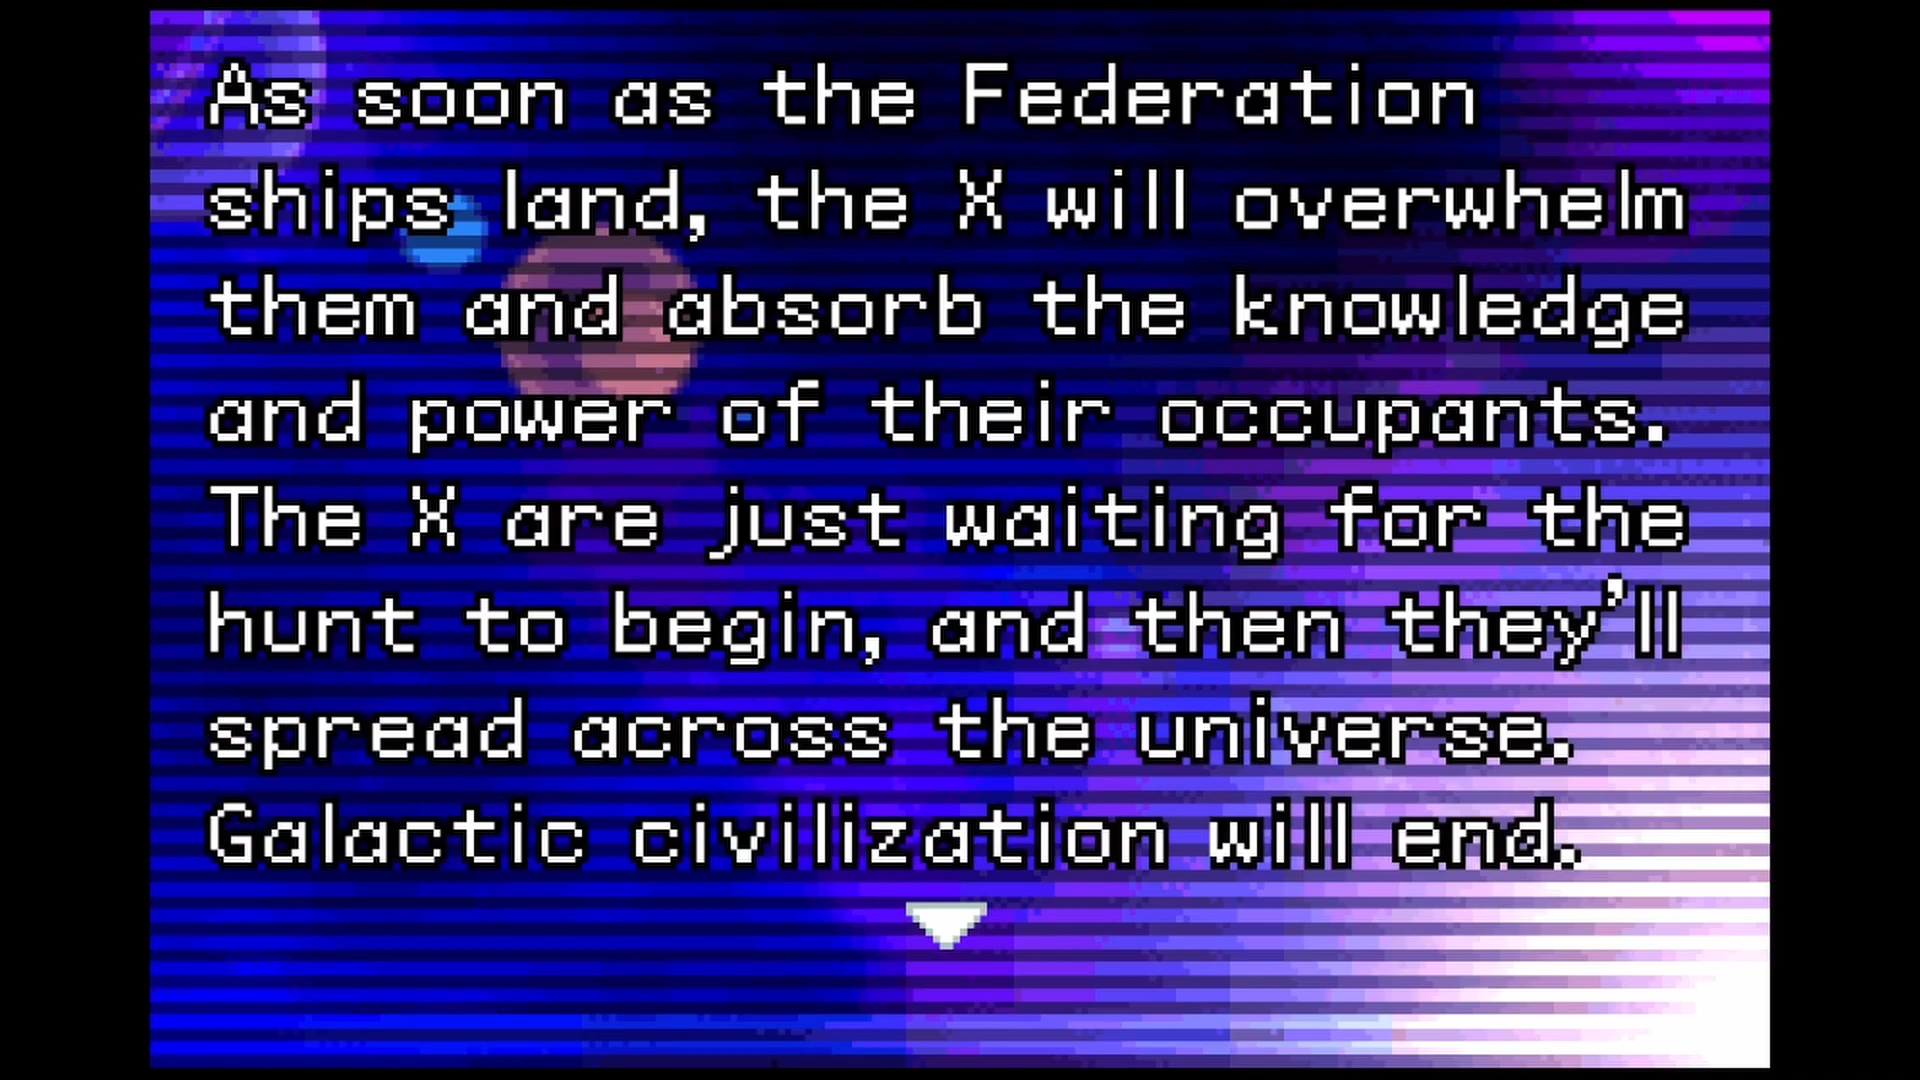 As soon as the Federation
ships land, the X will overwhelm
them and absorb the knowledge
and power of their occupants.
The X are just waiting for the
hunt to begin, and then they'll
spread across the universe.
Galactic civilization will end.